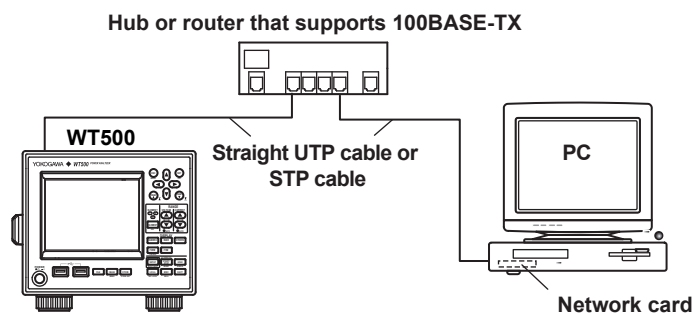 Hub or router that supports 100BASE-TX
WT500
YOKOGAWA ◆ WT500
Straight UTP cable or
STP cable
PC
Network card